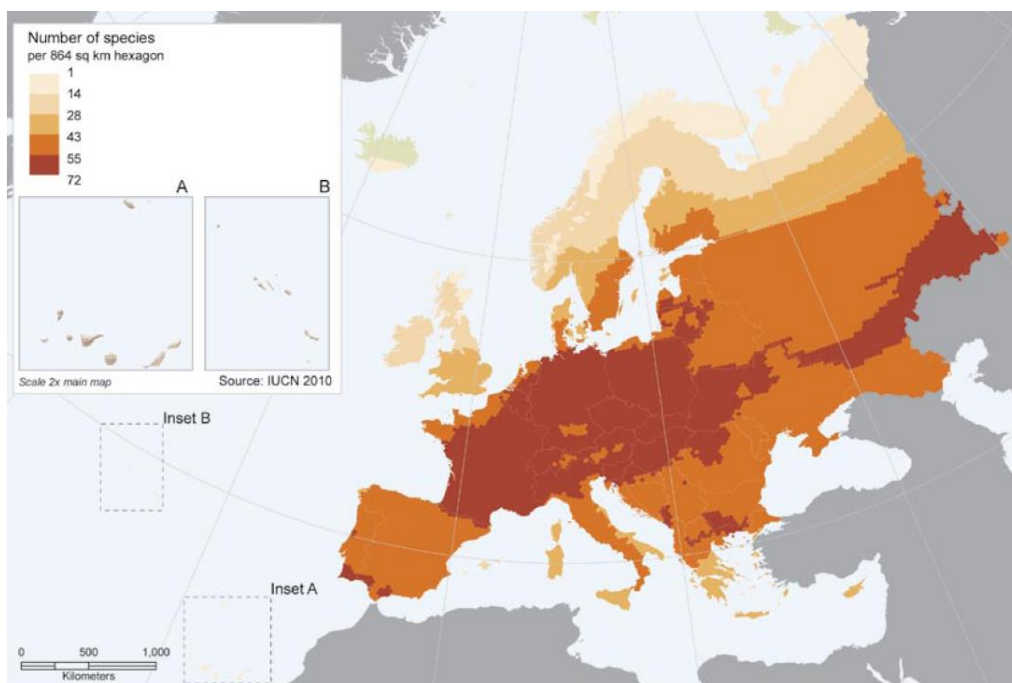 Number of species
per 864 sq km hexagon
1
14
28
43
55
72
A
B
Scale 2x main map
Source: IUCN 2010
Inset B
Inset A
0 500 1,000
Kilometers